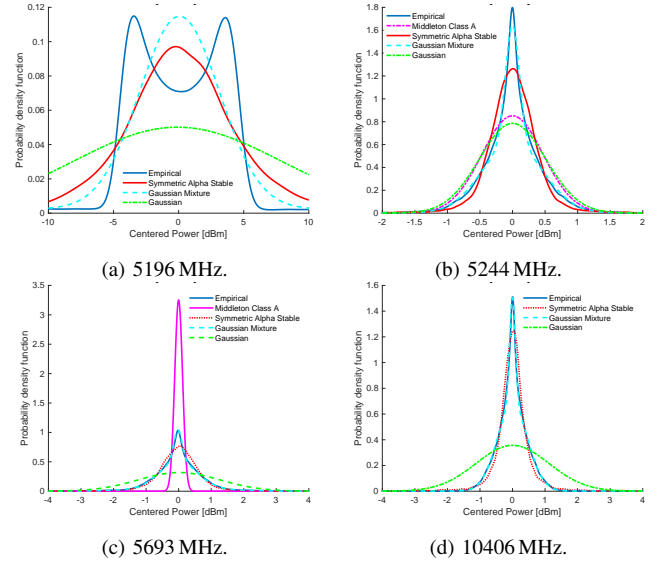 0.12
0.1
0.08
0.06
0.04
0.02
0
Probability density function
Empirical
Symmetric Alpha Stable
Gaussian Mixture
Gaussian
-10 -5 0 5 10
Centered Power [dBm]
(a) 5196 MHz.
1.8
1.6
1.4
1.2
1
0.8
0.6
0.4
0.2
0
Probability density function
Empirical
Middleton Class A
Symmetric Alpha Stable
Gaussian Mixture
Gaussian
-2 -1.5 -1 -0.5 0 0.5 1 1.5 2
Centered Power [dBm]
(b) 5244 MHz.
3.5
3
2.5
2
1.5
1
0.5
0
Probability density function
Empirical
Middleton Class A
Symmetric Alpha Stable
Gaussian Mixture
Gaussian
-4 -3 -2 -1 0 1 2 3 4
Centered Power [dBm]
(c) 5693 MHz.
1.6
1.4
1.2
1
0.8
0.6
0.4
0.2
0
Probability density function
Empirical
Symmetric Alpha Stable
Gaussian Mixture
Gaussian
-4 -3 -2 -1 0 1 2 3 4
Centered Power [dBm]
(d) 10406 MHz.